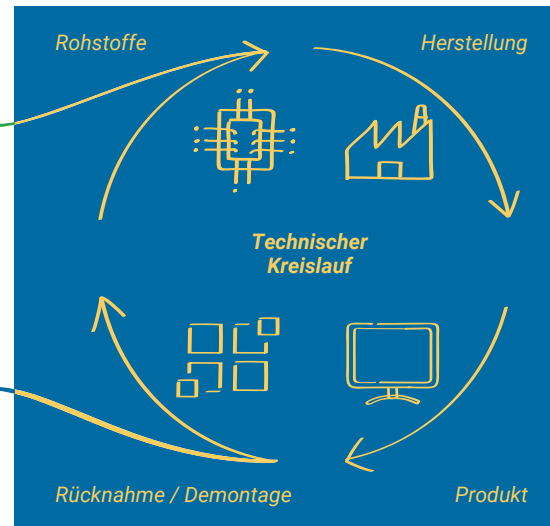 Rohstoffe
Herstellung
Technischer
Kreislauf
Rücknahme / Demontage
Produkt